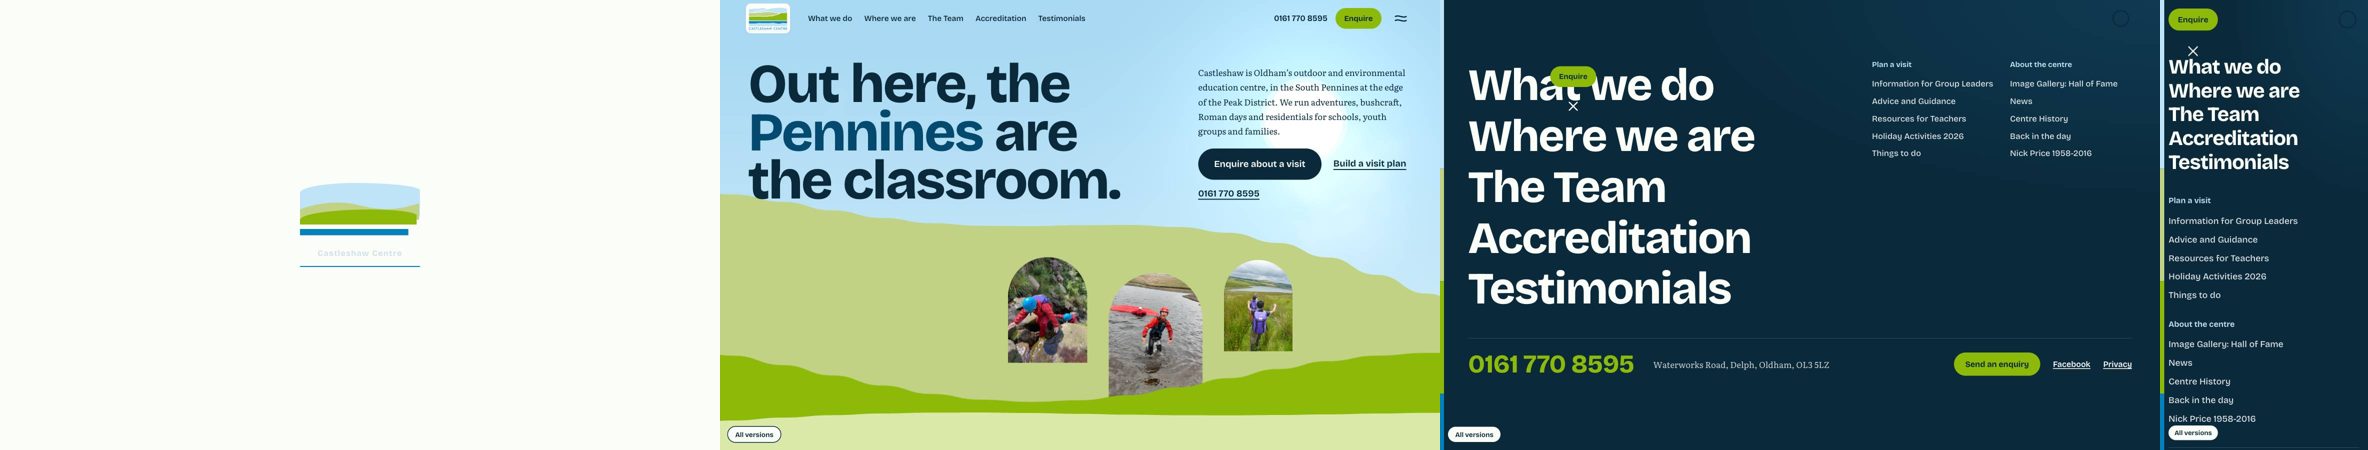 Castleshaw Centre
CASTLESHAW CENTRE
What we do
Where we are
The Team
Accreditation
Testimonials
0161 770 8595
Enquire
Out here, the
Pennines are
the classroom.
Castleshaw is Oldham's outdoor and environmental
education centre, in the South Pennines at the edge
of the Peak District. We run adventures, bushcraft,
Roman days and residentials for schools, youth
groups and families.
Enquire about a visit
Build a visit plan
0161 770 8595
All versions
Enquire
What we do
Where we are
The Team
Accreditation
Testimonials
Plan a visit
Information for Group Leaders
Advice and Guidance
Resources for Teachers
Holiday Activities 2026
Things to do
About the centre
Image Gallery: Hall of Fame
News
Centre History
Back in the day
Nick Price 1958-2016
0161 770 8595
Waterworks Road, Delph, Oldham, OL3 5LZ
Send an enquiry
Facebook
Privacy
All versions
Enquire
What we do
Where we are
The Team
Accreditation
Testimonials
Plan a visit
Information for Group Leaders
Advice and Guidance
Resources for Teachers
Holiday Activities 2026
Things to do
About the centre
Image Gallery: Hall of Fame
News
Centre History
Back in the day
Nick Price 1958-2016
All versions